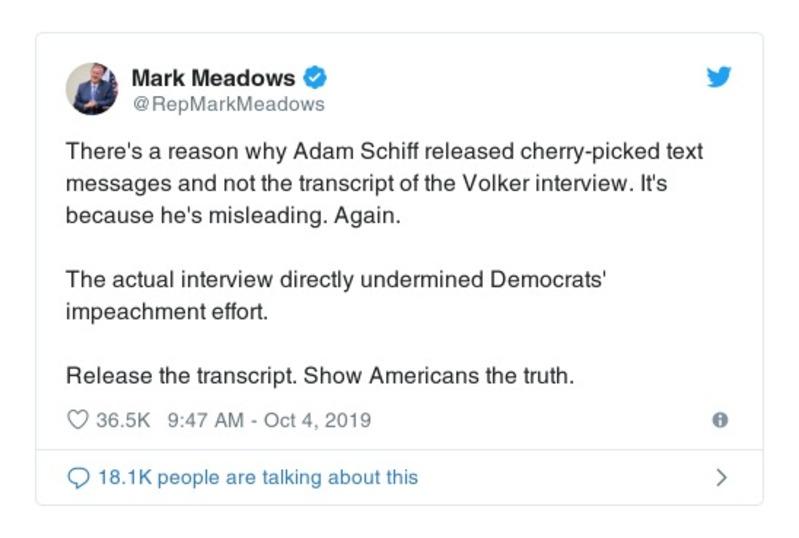 Mark Meadows
@RepMarkMeadows
There's a reason why Adam Schiff released cherry-picked text
messages and not the transcript of the Volker interview. It's
because he's misleading. Again.
The actual interview directly undermined Democrats'
impeachment effort.
Release the transcript. Show Americans the truth.
36.5K 9:47 AM - Oct 4, 2019
18.1K people are talking about this